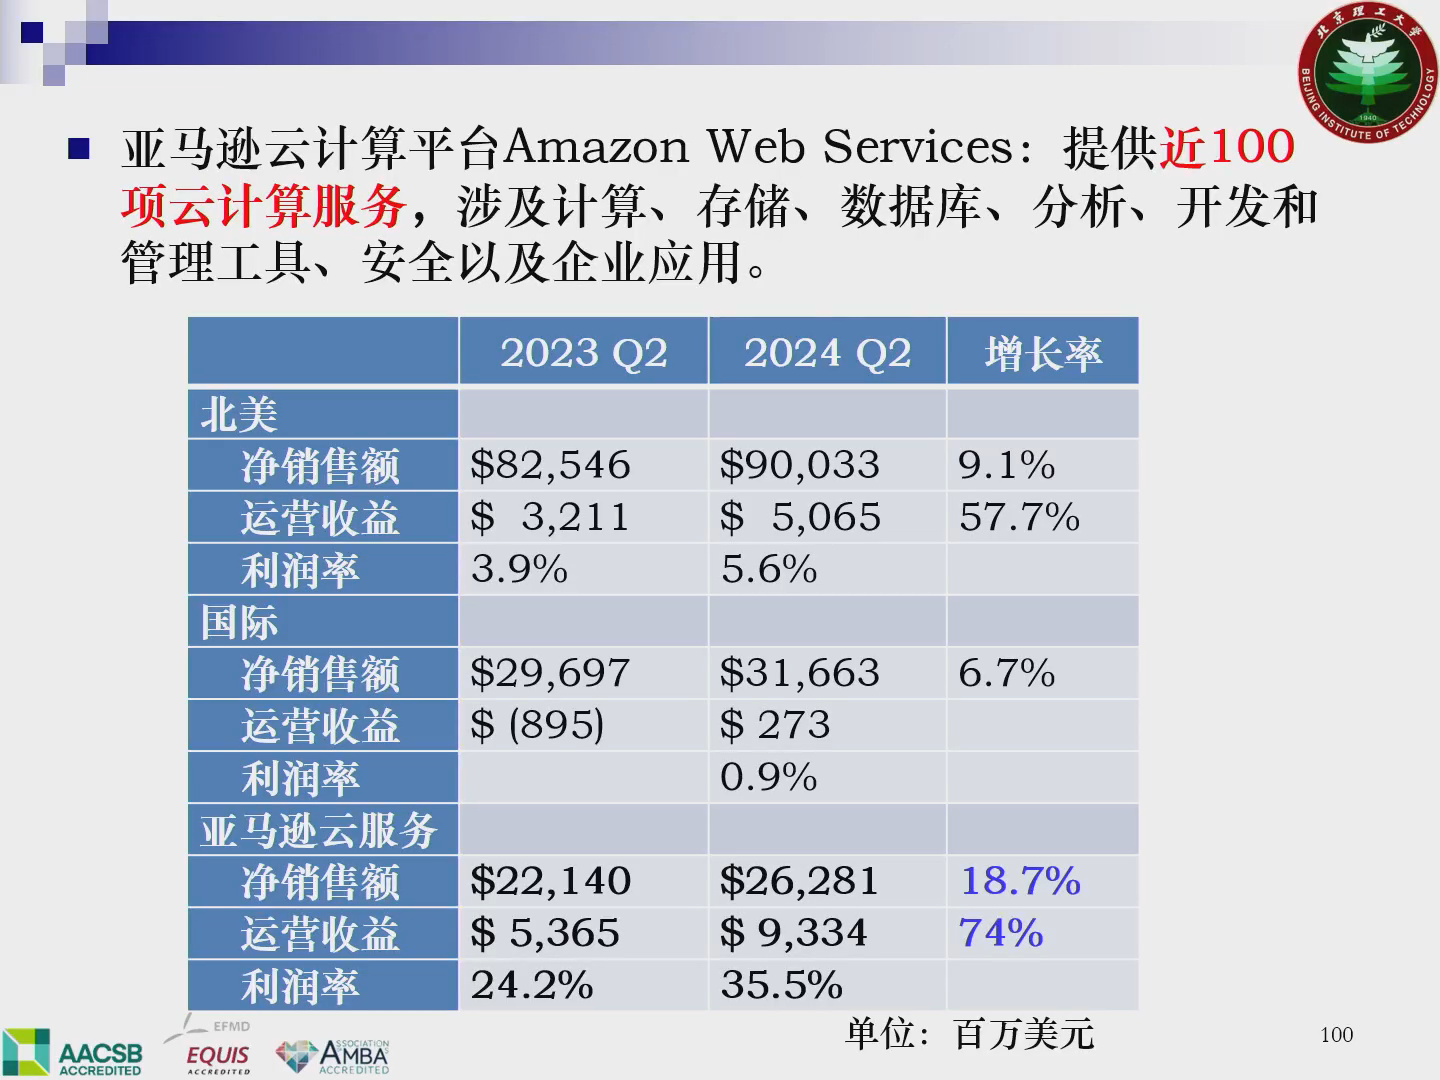 北京理工大学
BEIJING INSTITUTE OF TECHNOLOGY
1940
亚马逊云计算平台Amazon Web Services：提供近100
项云计算服务，涉及计算、存储、数据库、分析、开发和
管理工具、安全以及企业应用。
2023 Q2 2024 Q2 增长率
北美
净销售额 $82,546 $90,033 9.1%
运营收益 $ 3,211 $ 5,065 57.7%
利润率 3.9% 5.6%
国际
净销售额 $29,697 $31,663 6.7%
运营收益 $ (895) $ 273
利润率 0.9%
亚马逊云服务
净销售额 $22,140 $26,281 18.7%
运营收益 $ 5,365 $ 9,334 74%
利润率 24.2% 35.5%
单位：百万美元
100
AACSB
ACCREDITED
EFMD
EQUIS
ACCREDITED
ASSOCIATION
AMBA
ACCREDITED